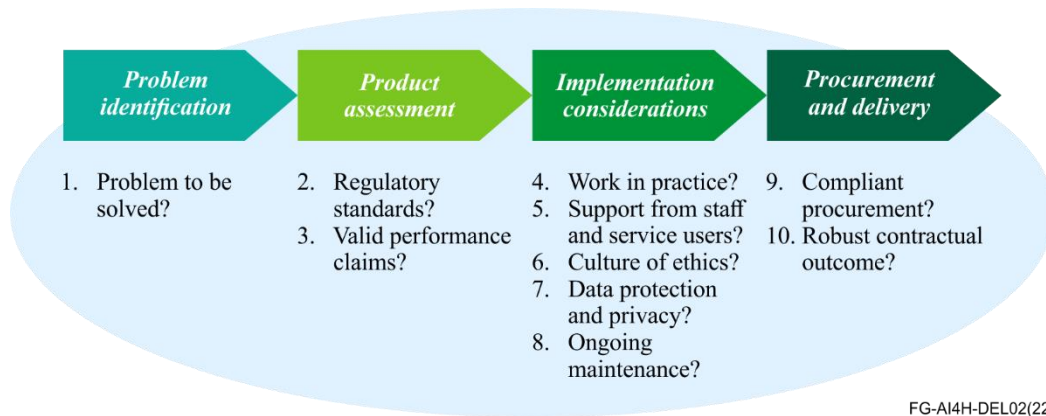 Problem
identification
Product
assessment
Implementation
considerations
Procurement
and delivery
1. Problem to be
solved?
2. Regulatory
standards?
3. Valid performance
claims?
4. Work in practice?
5. Support from staff
and service users?
6. Culture of ethics?
7. Data protection
and privacy?
8. Ongoing
maintenance?
9. Compliant
procurement?
10. Robust contractual
outcome?
FG-AI4H-DEL02(22